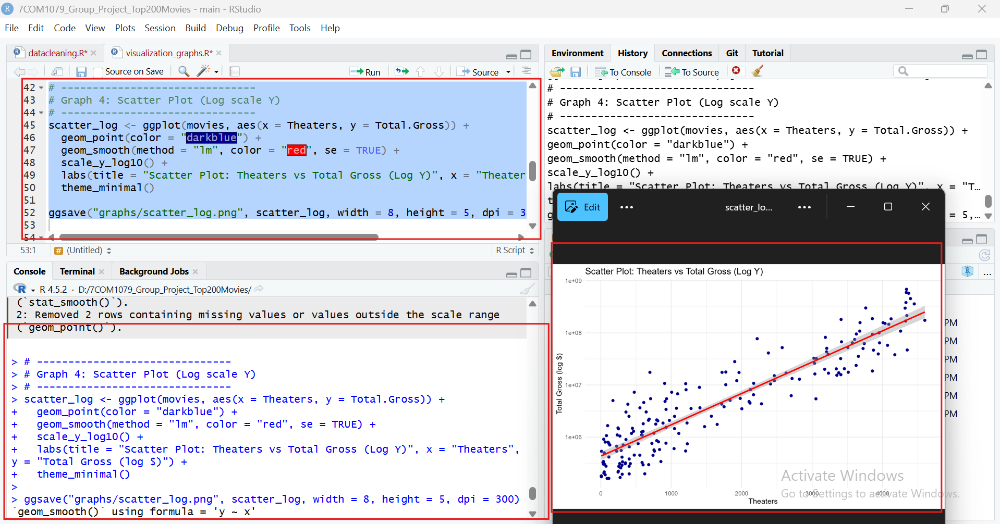 7COM1079_Group_Project_Top200Movies - main - RStudio
File Edit Code View Plots Session Build Debug Profile Tools Help
datacleaning.R* visualization_graphs.R*
Source on Save Run Source
42 # -------------------------------
43 # Graph 4: Scatter Plot (Log scale Y)
44 # -------------------------------
45 scatter_log <- ggplot(movies, aes(x = Theaters, y = Total.Gross)) +
46 geom_point(color = "darkblue") +
47 geom_smooth(method = "lm", color = "red", se = TRUE) +
48 scale_y_log10() +
49 labs(title = "Scatter Plot: Theaters vs Total Gross (Log Y)", x = "Theater
50 theme_minimal()
51
52 ggsave("graphs/scatter_log.png", scatter_log, width = 8, height = 5, dpi = 3
53
54
53:1 # (Untitled) R Script
Console Terminal Background Jobs
R 4.5.2 · D:/7COM1079_Group_Project_Top200Movies/
(`stat_smooth()`).
2: Removed 2 rows containing missing values or values outside the scale range
(`geom_point()`).
> # -------------------------------
> # Graph 4: Scatter Plot (Log scale Y)
> # -------------------------------
> scatter_log <- ggplot(movies, aes(x = Theaters, y = Total.Gross)) +
+ geom_point(color = "darkblue") +
+ geom_smooth(method = "lm", color = "red", se = TRUE) +
+ scale_y_log10() +
+ labs(title = "Scatter Plot: Theaters vs Total Gross (Log Y)", x = "Theaters",
y = "Total Gross (log $)") +
+ theme_minimal()
>
> ggsave("graphs/scatter_log.png", scatter_log, width = 8, height = 5, dpi = 300)
`geom_smooth()` using formula = 'y ~ x'
Environment History Connections Git Tutorial
To Console To Source
# -------------------------------
# Graph 4: Scatter Plot (Log scale Y)
# -------------------------------
scatter_log <- ggplot(movies, aes(x = Theaters, y = Total.Gross)) +
geom_point(color = "darkblue") +
geom_smooth(method = "lm", color = "red", se = TRUE) +
scale_y_log10() +
labs(title = "Scatter Plot: Theaters vs Total Gross (Log Y)", x = "T...
t
g = 5,...
Edit ... scatter_lo... ...
Scatter Plot: Theaters vs Total Gross (Log Y)
1e+09
1e+08
1e+07
1e+06
Total Gross (log $)
0 1000 2000 3000 4000
Theaters
PM
PM
PM
PM
PM
PM
Activate Windows
Go to Settings to activate Windows.